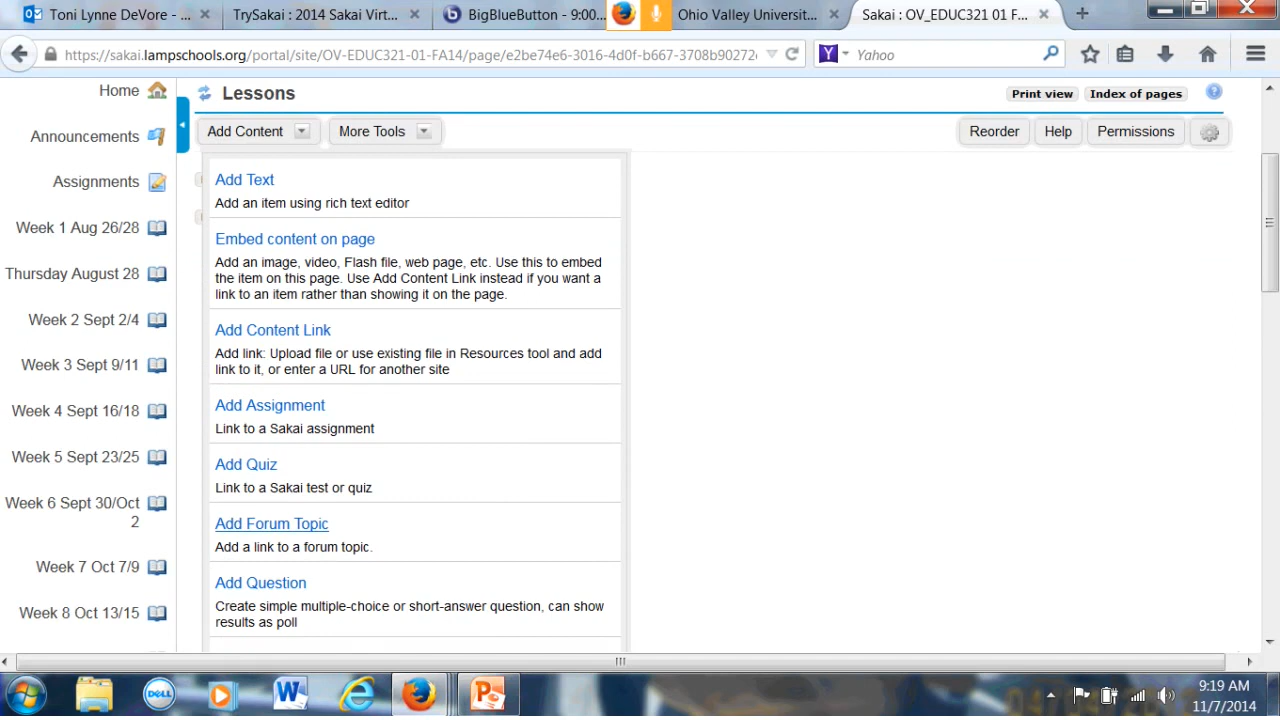 Toni Lynne DeVore - ...
TrySakai : 2014 Sakai Virt...
BigBlueButton - 9:00...
Ohio Valley Universit...
Sakai : OV_EDUC321 01 F...
https://sakai.lampschools.org/portal/site/OV-EDUC321-01-FA14/page/e2be74e6-3016-4d0f-b667-3708b90272
Yahoo
Home
Announcements
Assignments
Week 1 Aug 26/28
Thursday August 28
Week 2 Sept 2/4
Week 3 Sept 9/11
Week 4 Sept 16/18
Week 5 Sept 23/25
Week 6 Sept 30/Oct
2
Week 7 Oct 7/9
Week 8 Oct 13/15
Lessons
Print view
Index of pages
Add Content
More Tools
Reorder
Help
Permissions
Add Text
Add an item using rich text editor
Embed content on page
Add an image, video, Flash file, web page, etc. Use this to embed
the item on this page. Use Add Content Link instead if you want a
link to an item rather than showing it on the page.
Add Content Link
Add link: Upload file or use existing file in Resources tool and add
link to it, or enter a URL for another site
Add Assignment
Link to a Sakai assignment
Add Quiz
Link to a Sakai test or quiz
Add Forum Topic
Add a link to a forum topic.
Add Question
Create simple multiple-choice or short-answer question, can show
results as poll
DELL
9:19 AM
11/7/2014